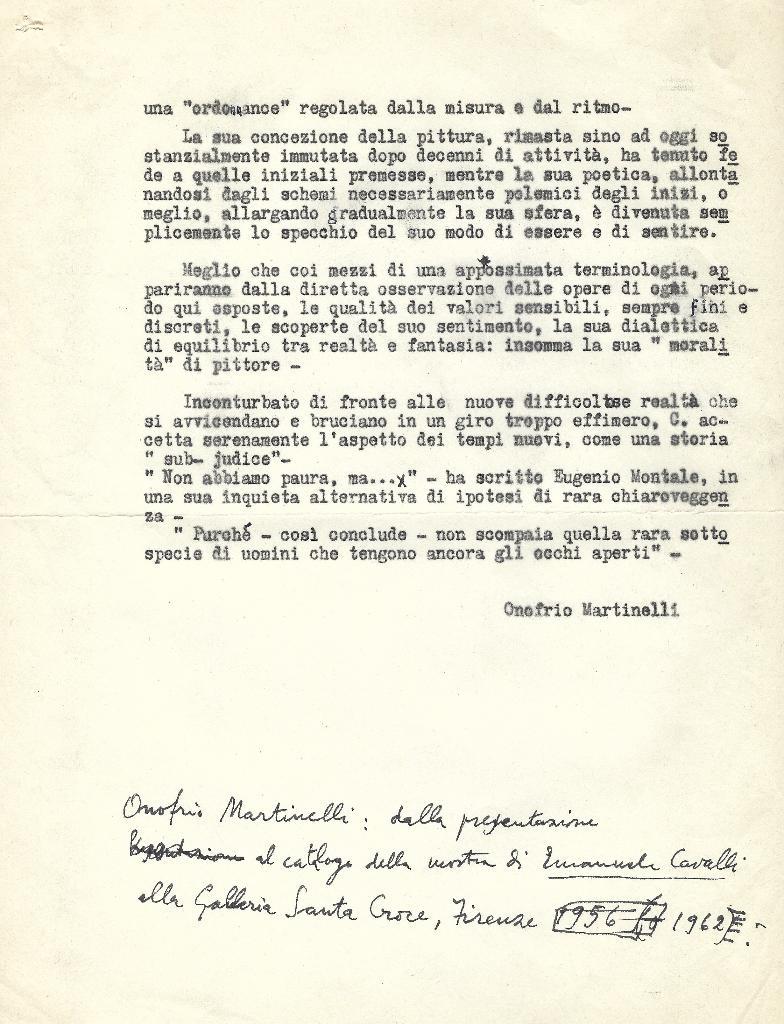 una "ordonnance" regolata dalla misura e dal ritmo-
La sua concezione della pittura, rimasta sino ad oggi so
stanzialmente immutata dopo decenni di attività, ha tenuto fe
de a quelle iniziali premesse, mentre la sua poetica, allonta
nandosi dagli schemi necessariamente polemici degli inizi, o
meglio, allargando gradualmente la sua sfera, è divenuta sem
plicemente lo specchio del suo modo di essere e di sentire.
Meglio che coi mezzi di una appossimata terminologia, ap
pariranno dalla diretta osservazione delle opere di ogni perio-
do qui esposte, le qualità dei valori sensibili, sempre fini e
discreti, le scoperte del suo sentimento, la sua dialettica
di equilibrio tra realtà e fantasia: insomma la sua " morali
tà" di pittore -
Inconturbato di fronte alle nuove difficoltose realtà che
si avvicendano e bruciano in un giro troppo effimero, C. ac-
cetta serenamente l'aspetto dei tempi nuovi, come una storia
" sub- judice"-
" Non abbiamo paura, ma..." - ha scritto Eugenio Montale, in
una sua inquieta alternativa di ipotesi di rara chiaroveggen
za -
" Purché - così conclude - non scompaia quella rara sotto
specie di uomini che tengono ancora gli occhi aperti" -
Onofrio Martinelli
Onofrio Martinelli: dalla presentazione
al catalogo della mostra di Emanuele Cavalli
alla Galleria Santa Croce, Firenze 1956 1962